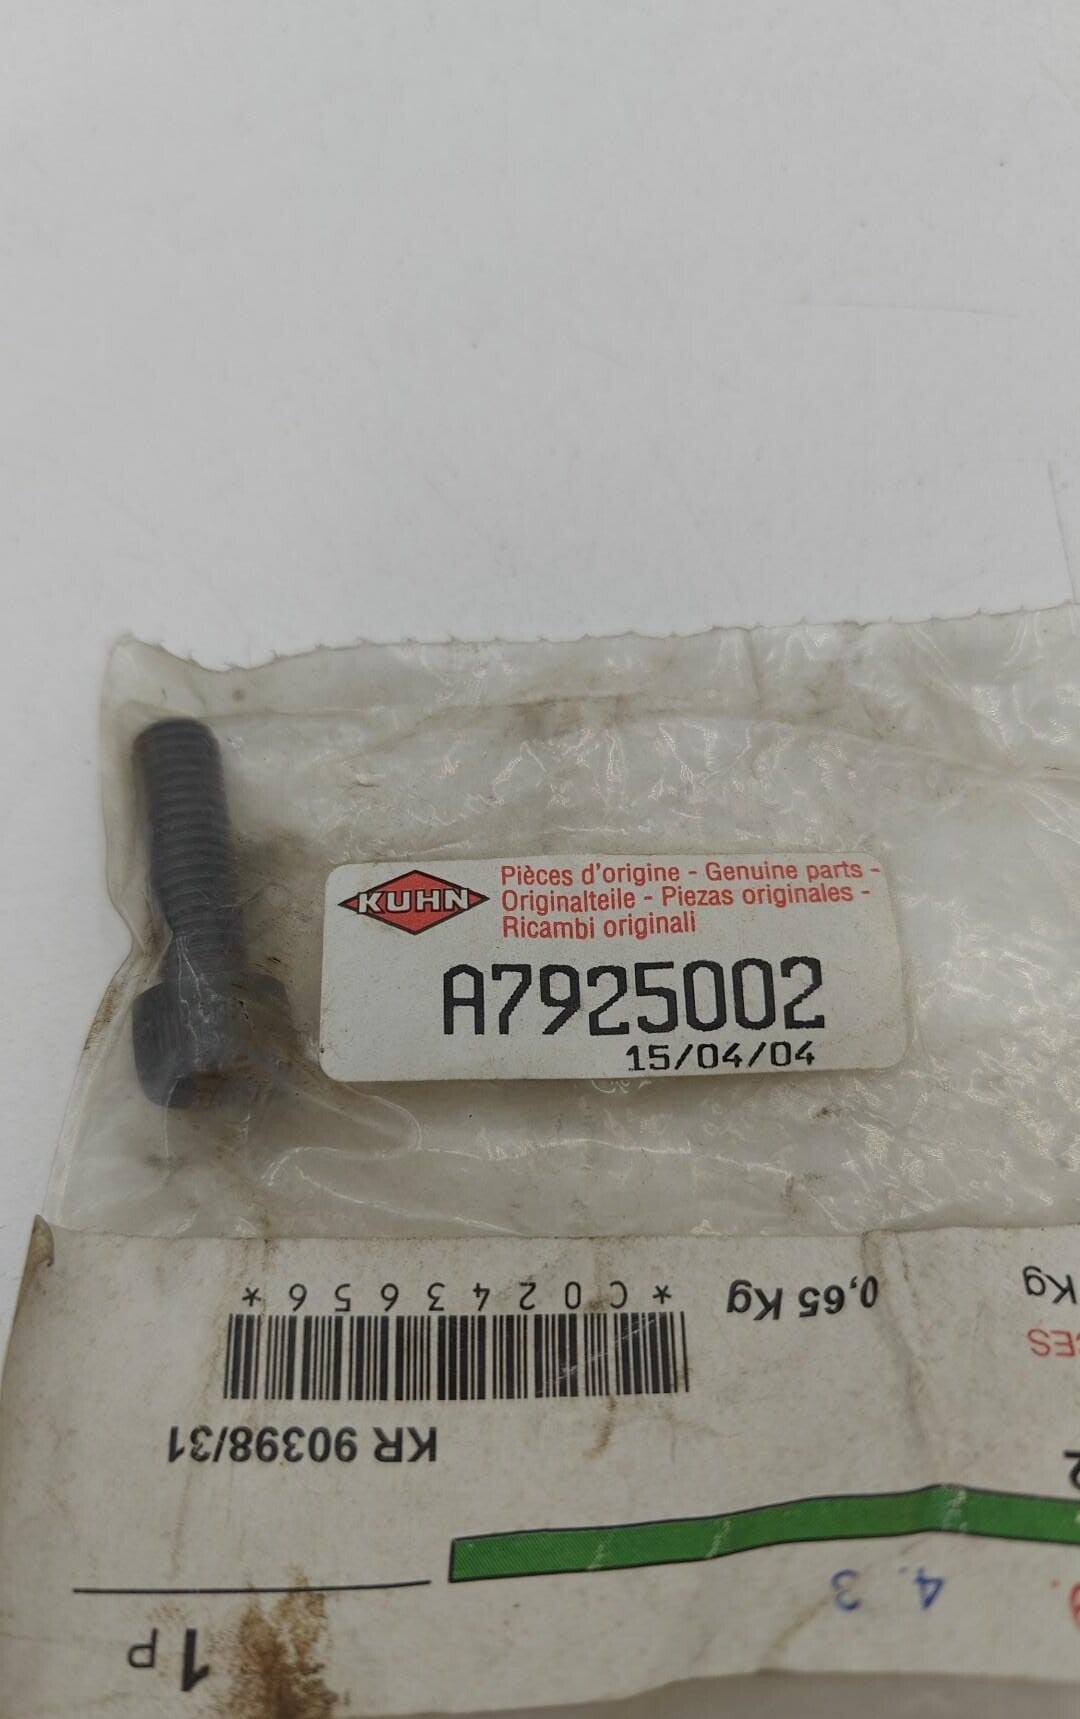 KUHN
Pièces d'origine - Genuine parts -
Originalteile - Piezas originales -
Ricambi originali
A7925002
15/04/04
1 P
4.3
KR 90398/31
0,65 Kg
*C0243656*
Kg